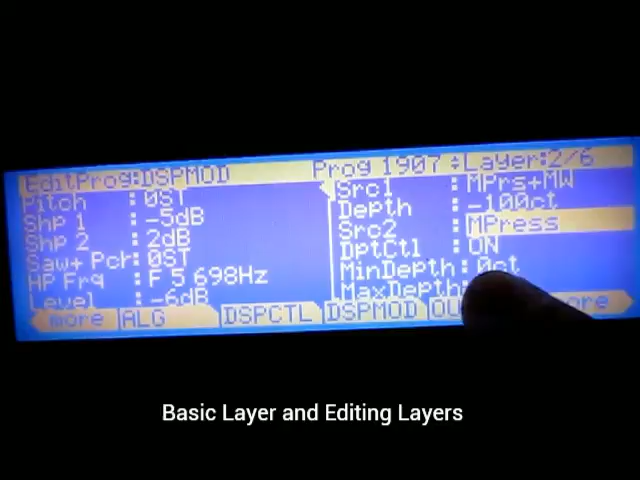 EditProg:DSPMOD Prog 1907 Layer:2/6
Pitch :0ST
Shp 1 :-5dB
Shp 2 :2dB
Saw+ Pch:0ST
HP Frq :F 5 698Hz
Level :-6dB
Src1 :MPrs+MW
Depth :-100ct
Src2 :MPress
DptCtl :ON
MinDepth:0ct
MaxDepth:
more ALG DSPCTL DSPMOD
Basic Layer and Editing Layers